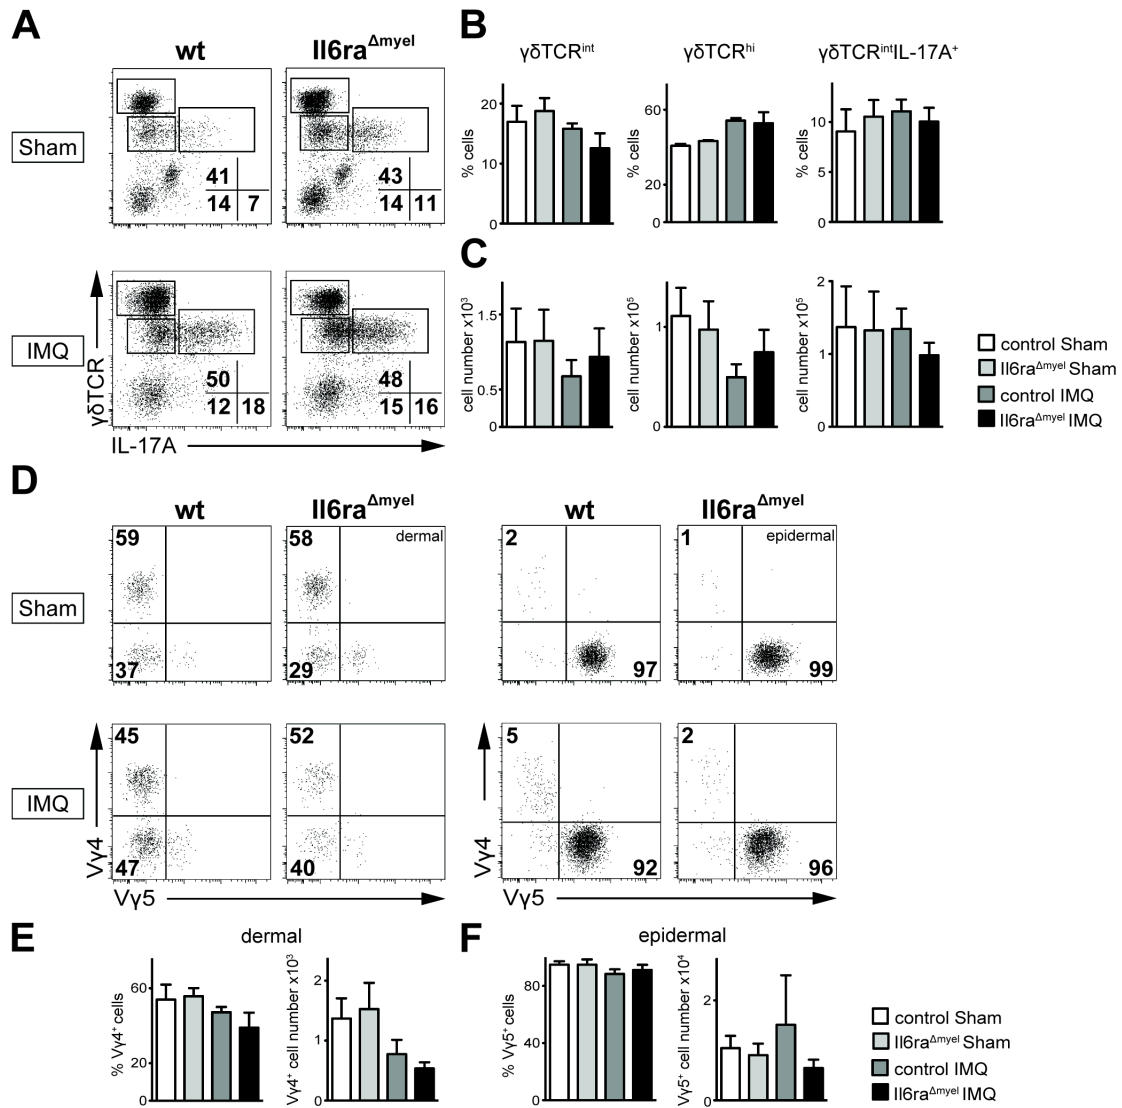 A
wt
Il6raΔmyel
Sham
41
14 7
43
14 11
IMQ
50
12 18
48
15 16
γδTCR
IL-17A
B
γδTCRint
γδTCRhi
γδTCRintIL-17A+
% cells
20
10
0
% cells
60
20
0
% cells
10
5
0
C
cell number x10³
1.5
0.5
0
cell number x10⁵
1
0
cell number x10⁵
2
1
0
control Sham
Il6raΔmyel Sham
control IMQ
Il6raΔmyel IMQ
D
wt
Il6raΔmyel
wt
Il6raΔmyel
Sham
59
37
58
dermal
29
2
97
1
epidermal
99
IMQ
45
47
52
40
5
92
2
96
Vγ4
Vγ5
Vγ4
Vγ5
E
dermal
% Vγ4+ cells
60
20
0
Vγ4+ cell number x10³
2
1
0
F
epidermal
% Vγ5+ cells
80
40
0
Vγ5+ cell number x10⁴
2
0
control Sham
Il6raΔmyel Sham
control IMQ
Il6raΔmyel IMQ